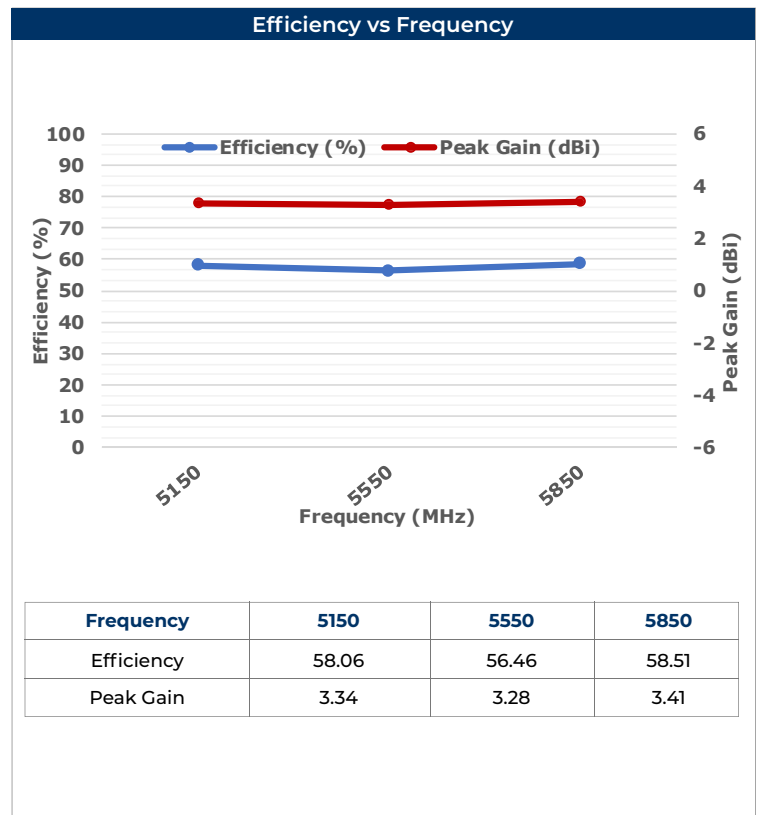 Efficiency vs Frequency
Efficiency (%) Peak Gain (dBi)
100
90
80
70
60
50
40
30
20
10
0
Efficiency (%)
6
4
2
0
-2
-4
-6
Peak Gain (dBi)
5150 5550 5850
Frequency (MHz)
Frequency 5150 5550 5850
Efficiency 58.06 56.46 58.51
Peak Gain 3.34 3.28 3.41